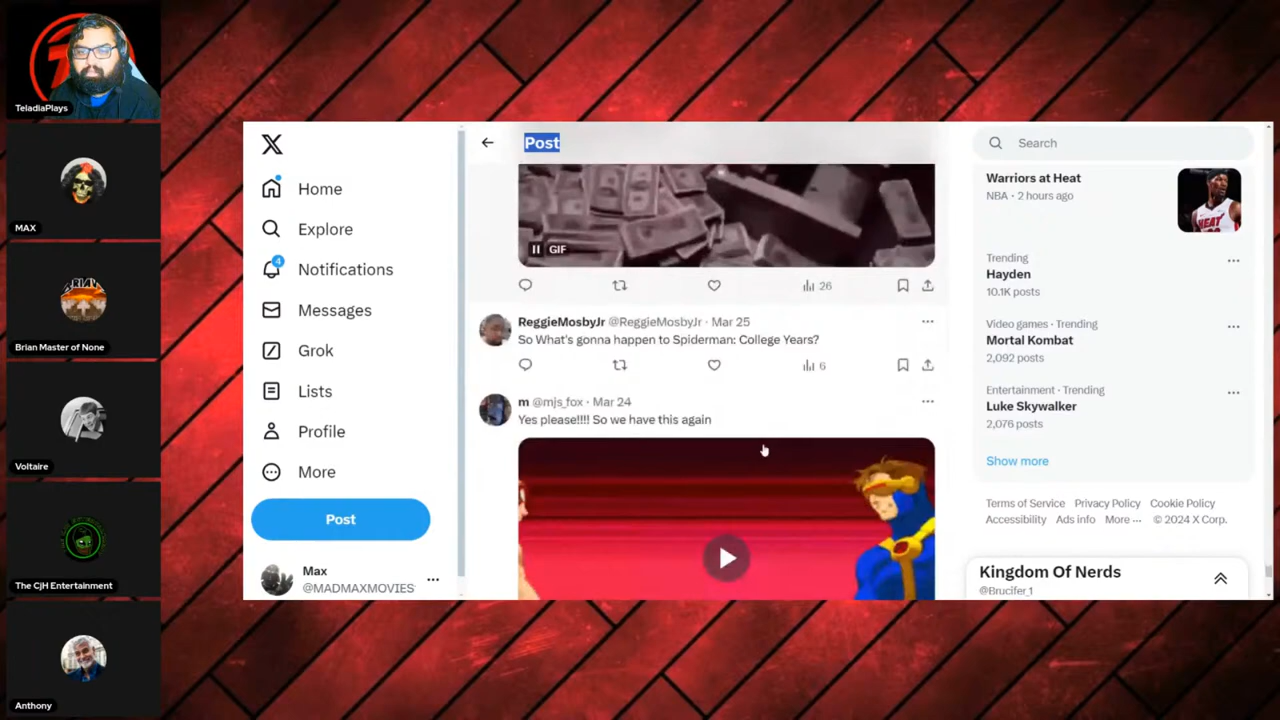 TeladiaPlays
MAX
Brian Master of None
Voltaire
The CJH Entertainment
Anthony
Home
Explore
4
Notifications
Messages
Grok
Lists
Profile
More
Post
Max
@MADMAXMOVIES
Post
GIF
26
ReggieMosbyJr @ReggieMosbyJr · Mar 25
So What's gonna happen to Spiderman: College Years?
6
m @mjs_fox · Mar 24
Yes please!!!! So we have this again
Search
Warriors at Heat
NBA · 2 hours ago
HEAT
Trending
Hayden
10.1K posts
Video games · Trending
Mortal Kombat
2,092 posts
Entertainment · Trending
Luke Skywalker
2,076 posts
Show more
Terms of Service Privacy Policy Cookie Policy
Accessibility Ads info More ··· © 2024 X Corp.
Kingdom Of Nerds
@Brucifer_1